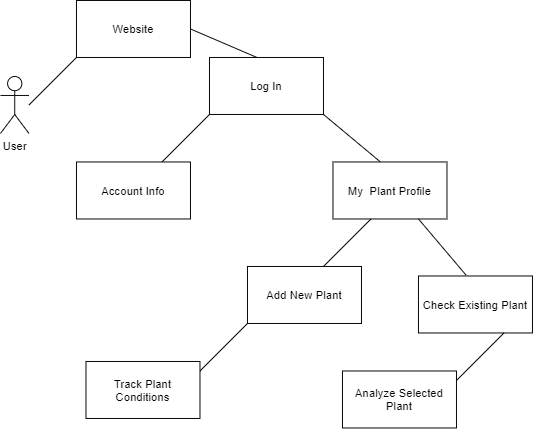 Website
Log In
User
Account Info
My Plant Profile
Add New Plant
Check Existing Plant
Track Plant
Conditions
Analyze Selected
Plant